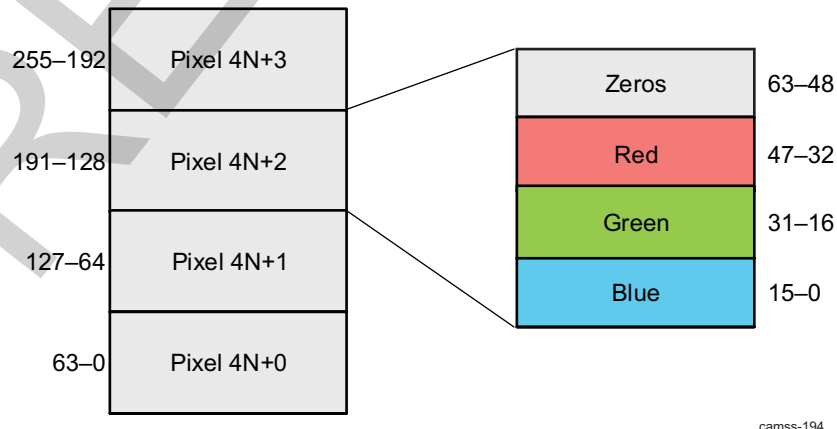 255–192 Pixel 4N+3
191–128 Pixel 4N+2
127–64 Pixel 4N+1
63–0 Pixel 4N+0
Zeros 63–48
Red 47–32
Green 31–16
Blue 15–0
camss-194